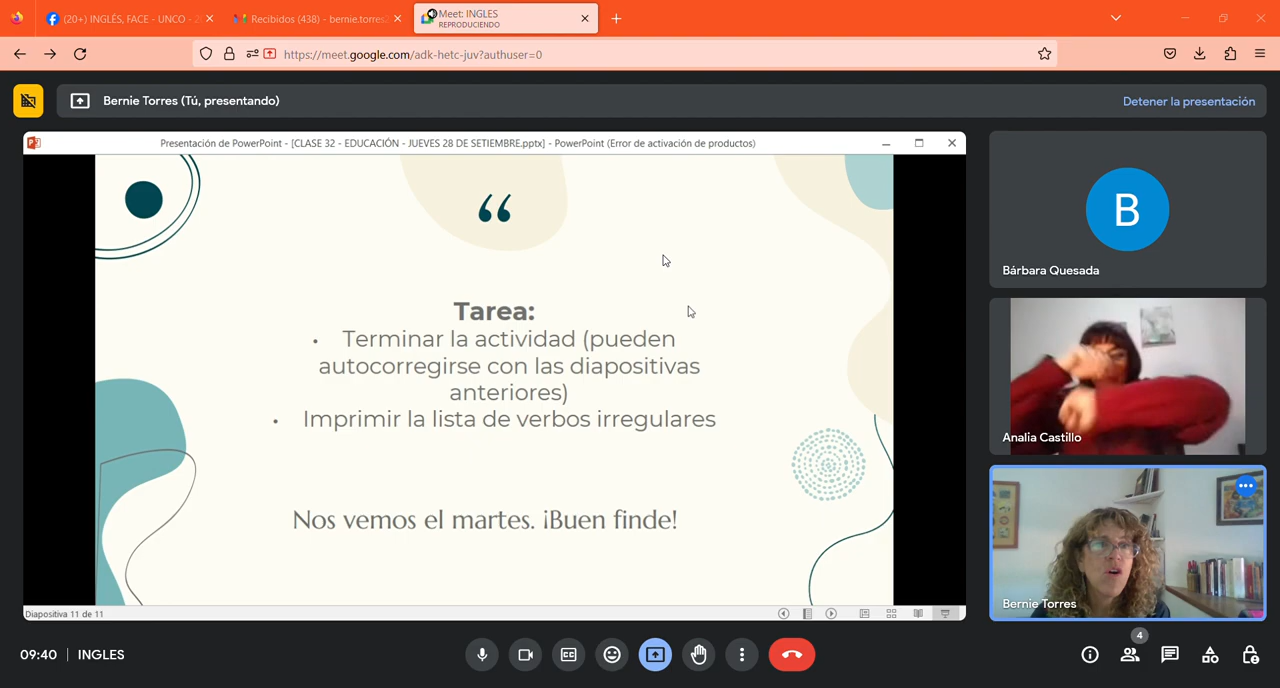 (20+) INGLÉS, FACE - UNCO - 2
Recibidos (438) - bernie.torres
Meet: INGLES
REPRODUCIENDO
https://meet.google.com/adk-hetc-juv?authuser=0
Bernie Torres (Tú, presentando)
Detener la presentación
Presentación de PowerPoint - [CLASE 32 - EDUCACIÓN - JUEVES 28 DE SETIEMBRE.pptx] - PowerPoint (Error de activación de productos)
“
Tarea:
• Terminar la actividad (pueden
autocorregirse con las diapositivas
anteriores)
• Imprimir la lista de verbos irregulares
Nos vemos el martes. ¡Buen finde!
Diapositiva 11 de 11
B
Bárbara Quesada
Analia Castillo
Bernie Torres
09:40 | INGLES
4